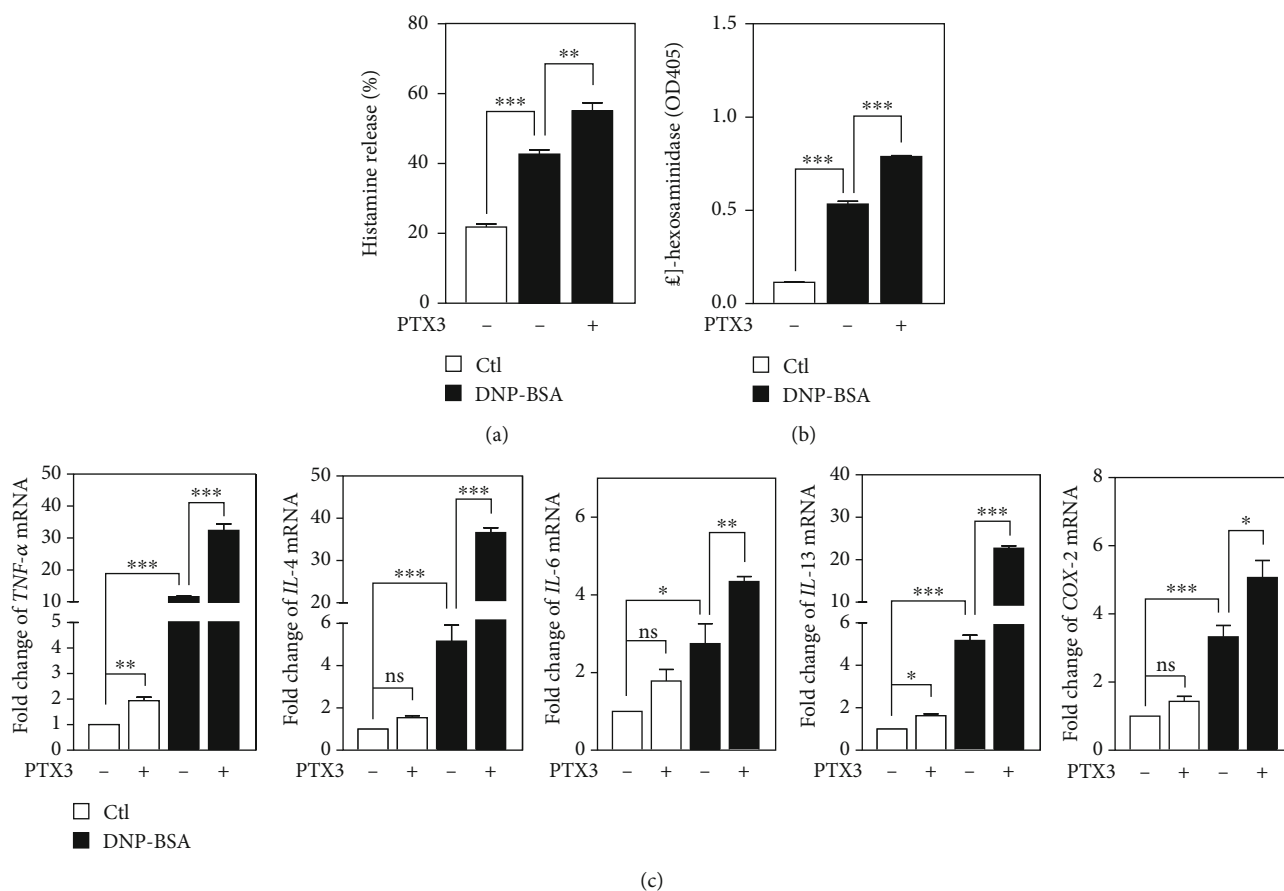 Histamine release (%)
80
60
40
20
0
***
**
PTX3 – – +
Ctl
DNP-BSA
(a)
£]-hexosaminidase (OD405)
1.5
1.0
0.5
0.0
***
***
– – +
Ctl
DNP-BSA
(b)
Fold change of TNF-α mRNA
50
40
30
20
10
5
4
3
2
1
0
**
***
***
PTX3 – + – +
Ctl
DNP-BSA
Fold change of IL-4 mRNA
50
40
30
20
6
4
2
0
ns
***
***
– + – +
Fold change of IL-6 mRNA
6
4
2
0
ns
*
**
– + – +
Fold change of IL-13 mRNA
40
30
20
10
6
4
2
0
*
***
***
– + – +
Fold change of COX-2 mRNA
8
6
4
2
0
ns
***
*
PTX3 – + – +
(c)